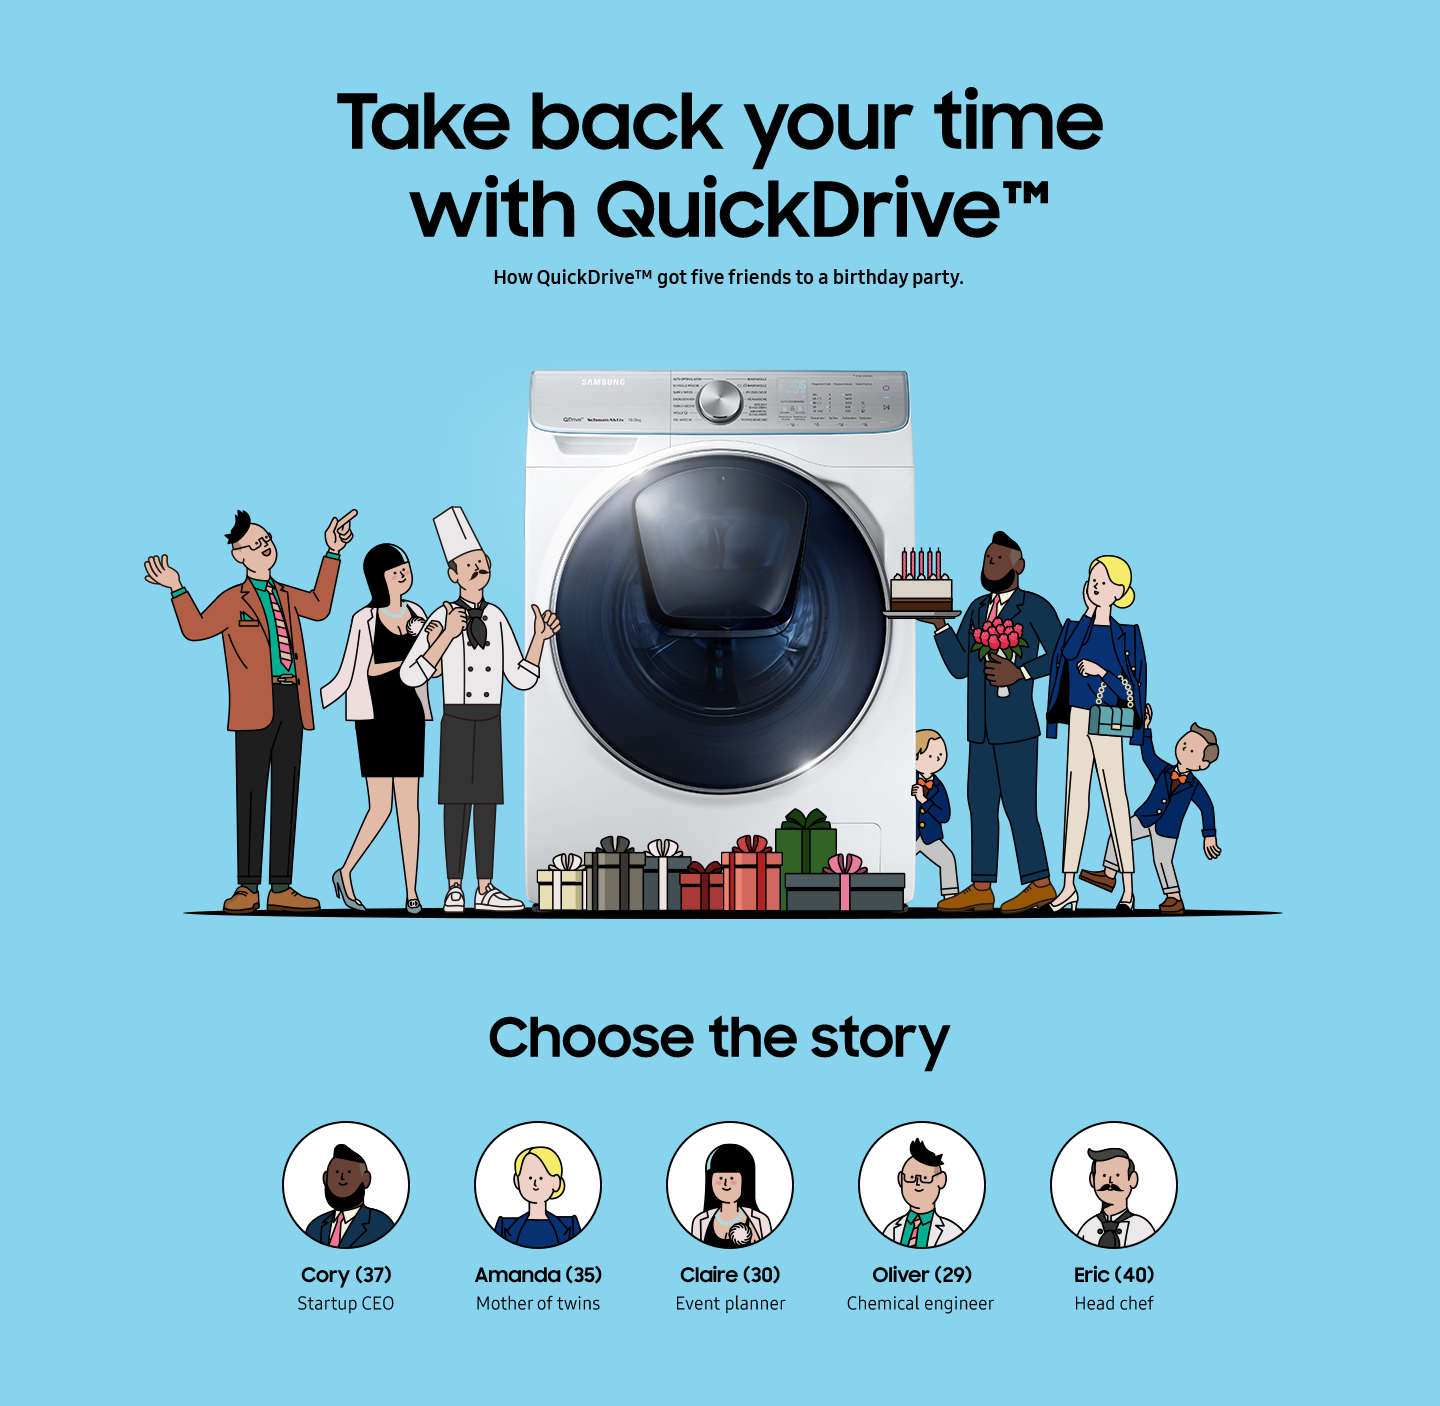 Take back your time
with QuickDrive™
How QuickDrive™ got five friends to a birthday party.
SAMSUNG
QDrive™ SchaumAktiv
Choose the story
Cory (37)
Startup CEO
Amanda (35)
Mother of twins
Claire (30)
Event planner
Oliver (29)
Chemical engineer
Eric (40)
Head chef